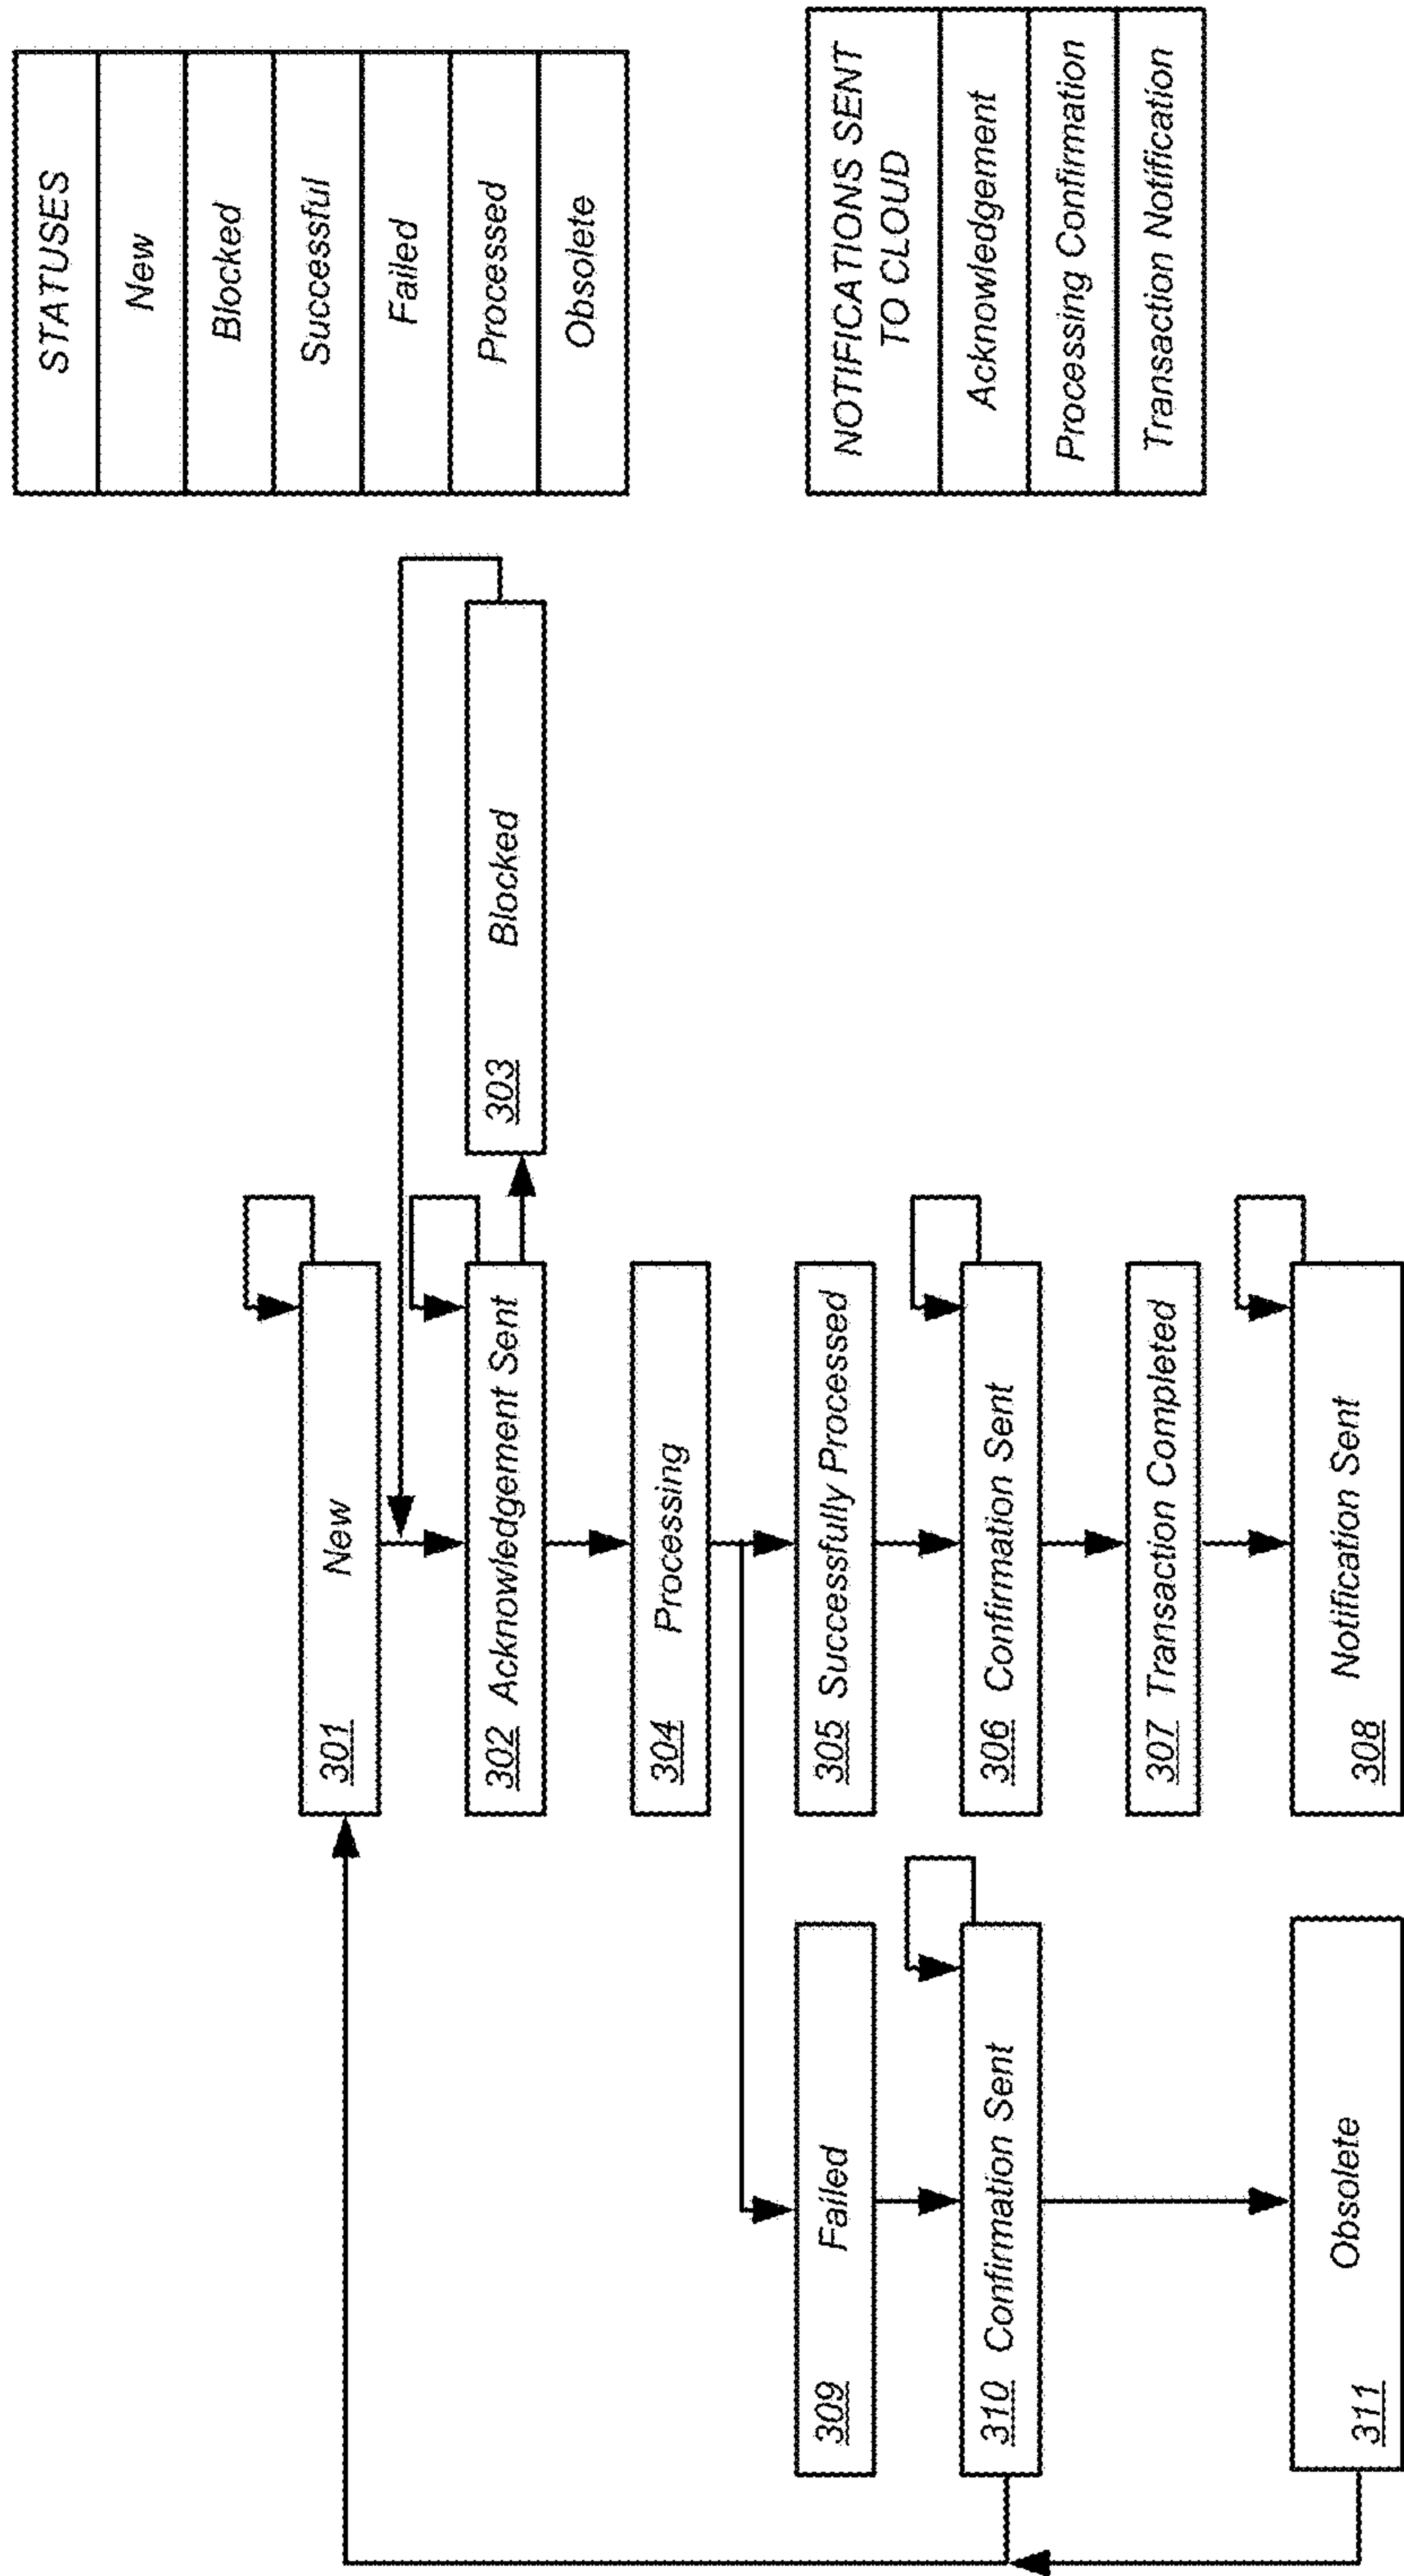 301 New
302 Acknowledgement Sent
303 Blocked
304 Processing
309 Failed
305 Successfully Processed
310 Confirmation Sent
306 Confirmation Sent
307 Transaction Completed
311 Obsolete
308 Notification Sent
STATUSES
New
Blocked
Successful
Failed
Processed
Obsolete
NOTIFICATIONS SENT
TO CLOUD
Acknowledgement
Processing Confirmation
Transaction Notification